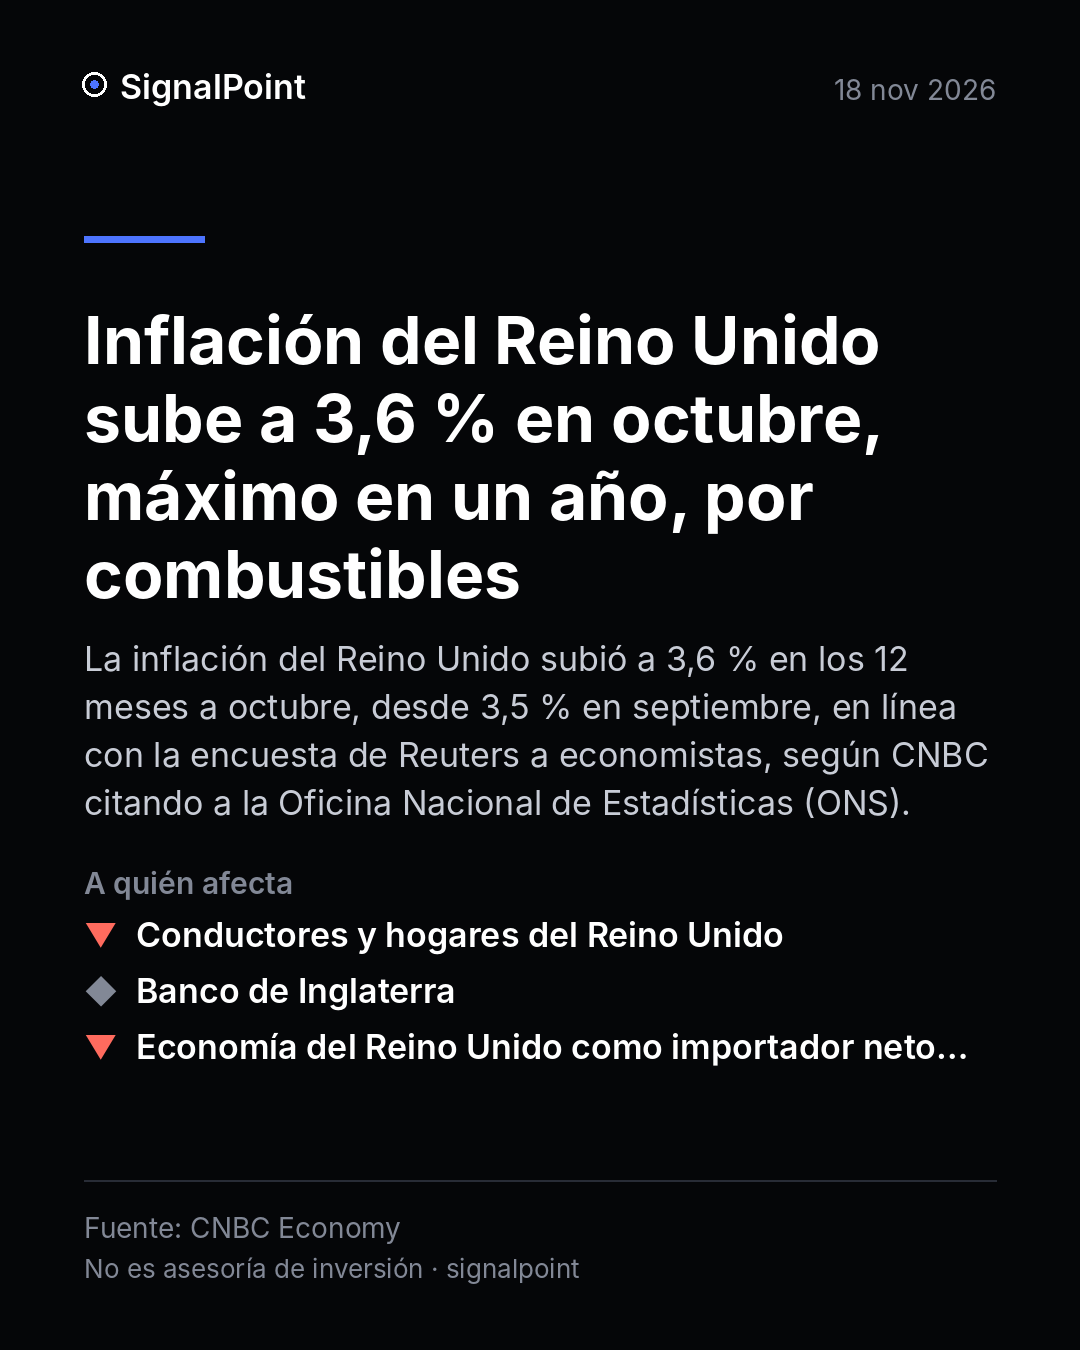 SignalPoint
18 nov 2026
Inflación del Reino Unido
sube a 3,6 % en octubre,
máximo en un año, por
combustibles
La inflación del Reino Unido subió a 3,6 % en los 12
meses a octubre, desde 3,5 % en septiembre, en línea
con la encuesta de Reuters a economistas, según CNBC
citando a la Oficina Nacional de Estadísticas (ONS).
A quién afecta
Conductores y hogares del Reino Unido
Banco de Inglaterra
Economía del Reino Unido como importador neto...
Fuente: CNBC Economy
No es asesoría de inversión · signalpoint